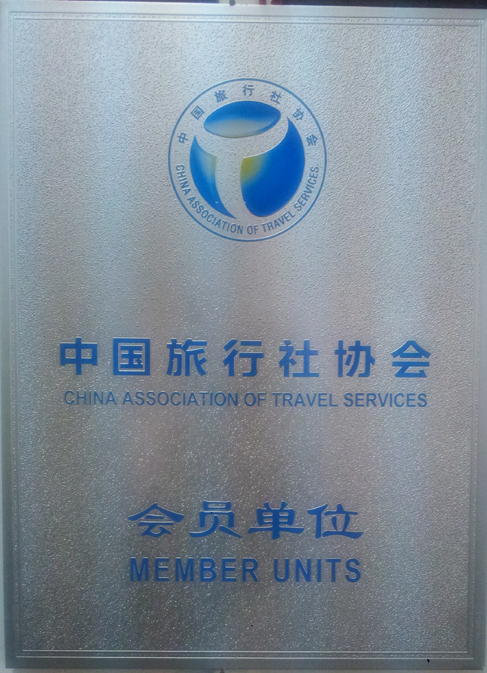 中国旅行社协会
CHINA ASSOCIATION OF TRAVEL SERVICES
中国旅行社协会
CHINA ASSOCIATION OF TRAVEL SERVICES
会员单位
MEMBER UNITS